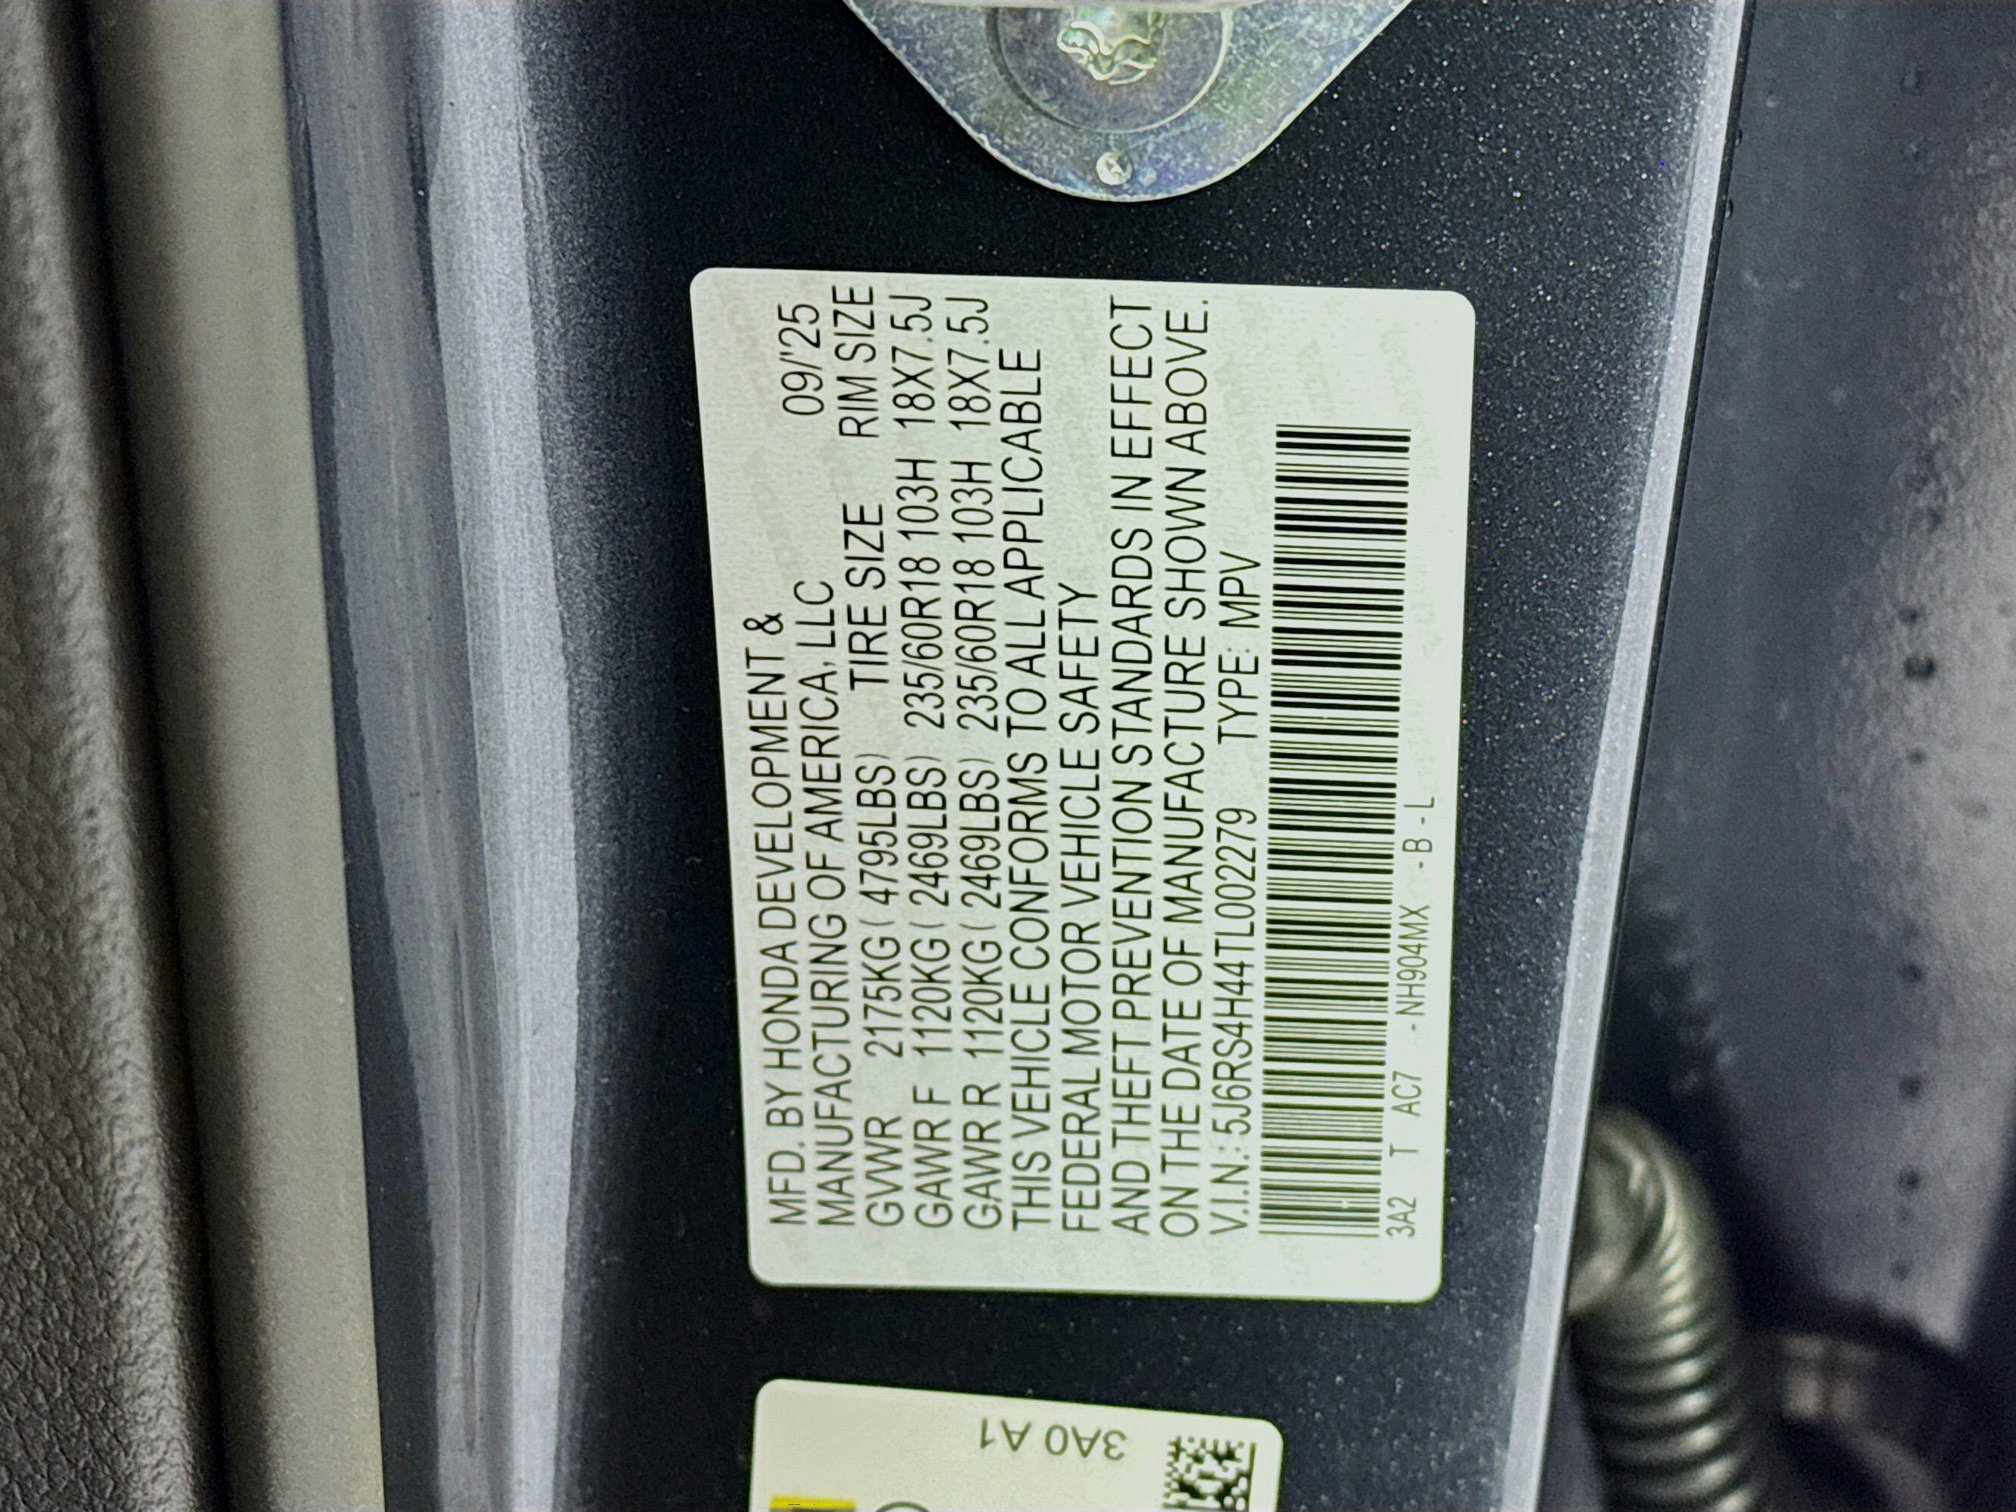 MFD. BY HONDA DEVELOPMENT &
MANUFACTURING OF AMERICA, LLC 09/'25
GVWR 2175KG ( 4795LBS) TIRE SIZE RIM SIZE
GAWR F 1120KG ( 2469LBS) 235/60R18 103H 18X7.5J
GAWR R 1120KG ( 2469LBS) 235/60R18 103H 18X7.5J
THIS VEHICLE CONFORMS TO ALL APPLICABLE
FEDERAL MOTOR VEHICLE SAFETY
AND THEFT PREVENTION STANDARDS IN EFFECT
ON THE DATE OF MANUFACTURE SHOWN ABOVE.
V.I.N.: 5J6RS4H44TL002279 TYPE: MPV
3A2 T AC7 - NH904MX - B - L
3A0 A1